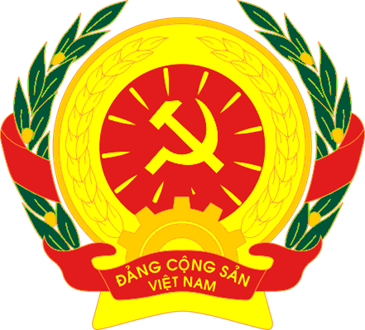 ĐẢNG CỘNG SẢN
VIỆT NAM